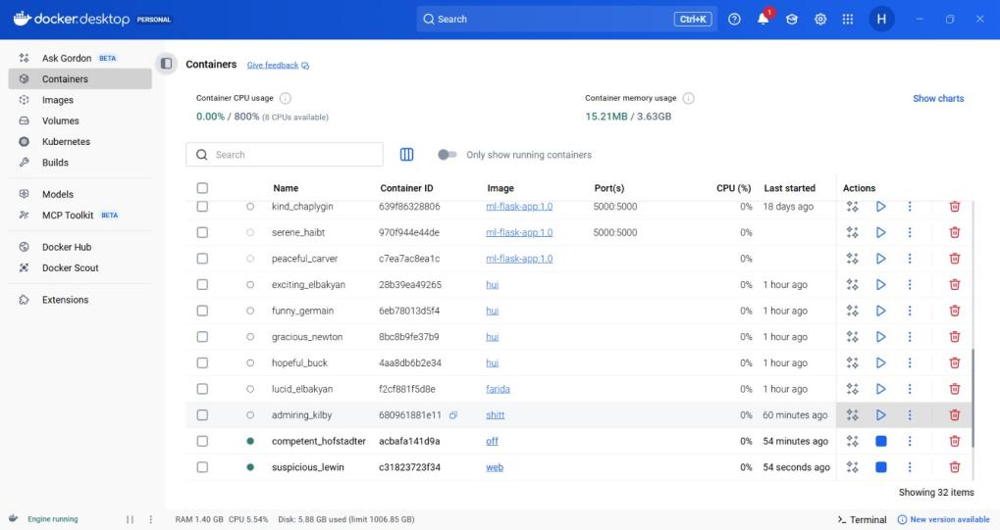 docker.desktop PERSONAL Search Ctrl+K 1 H
Ask Gordon BETA
Containers
Images
Volumes
Kubernetes
Builds
Models
MCP Toolkit BETA
Docker Hub
Docker Scout
Extensions
Containers Give feedback
Container CPU usage
0.00% / 800% (8 CPUs available)
Container memory usage
15.21MB / 3.63GB
Show charts
Search
Only show running containers
Name Container ID Image Port(s) CPU (%) Last started Actions
kind_chaplygin 639f86328806 ml-flask-app:1.0 5000:5000 0% 18 days ago
serene_haibt 970f944e44de ml-flask-app:1.0 5000:5000 0%
peaceful_carver c7ea7ac8ea1c ml-flask-app:1.0 0%
exciting_elbakyan 28b39ea49265 hui 0% 1 hour ago
funny_germain 6eb78013d5f4 hui 0% 1 hour ago
gracious_newton 8bc8b9fe37b9 hui 0% 1 hour ago
hopeful_buck 4aa8db6b2e34 hui 0% 1 hour ago
lucid_elbakyan f2cf881f5d8e farida 0% 1 hour ago
admiring_kilby 680961881e11 shitt 0% 60 minutes ago
competent_hofstadter acbafa141d9a off 0% 54 minutes ago
suspicious_lewin c31823723f34 web 0% 54 seconds ago
Showing 32 items
Engine running RAM 1.40 GB CPU 5.54% Disk: 5.88 GB used (limit 1006.85 GB) Terminal New version available